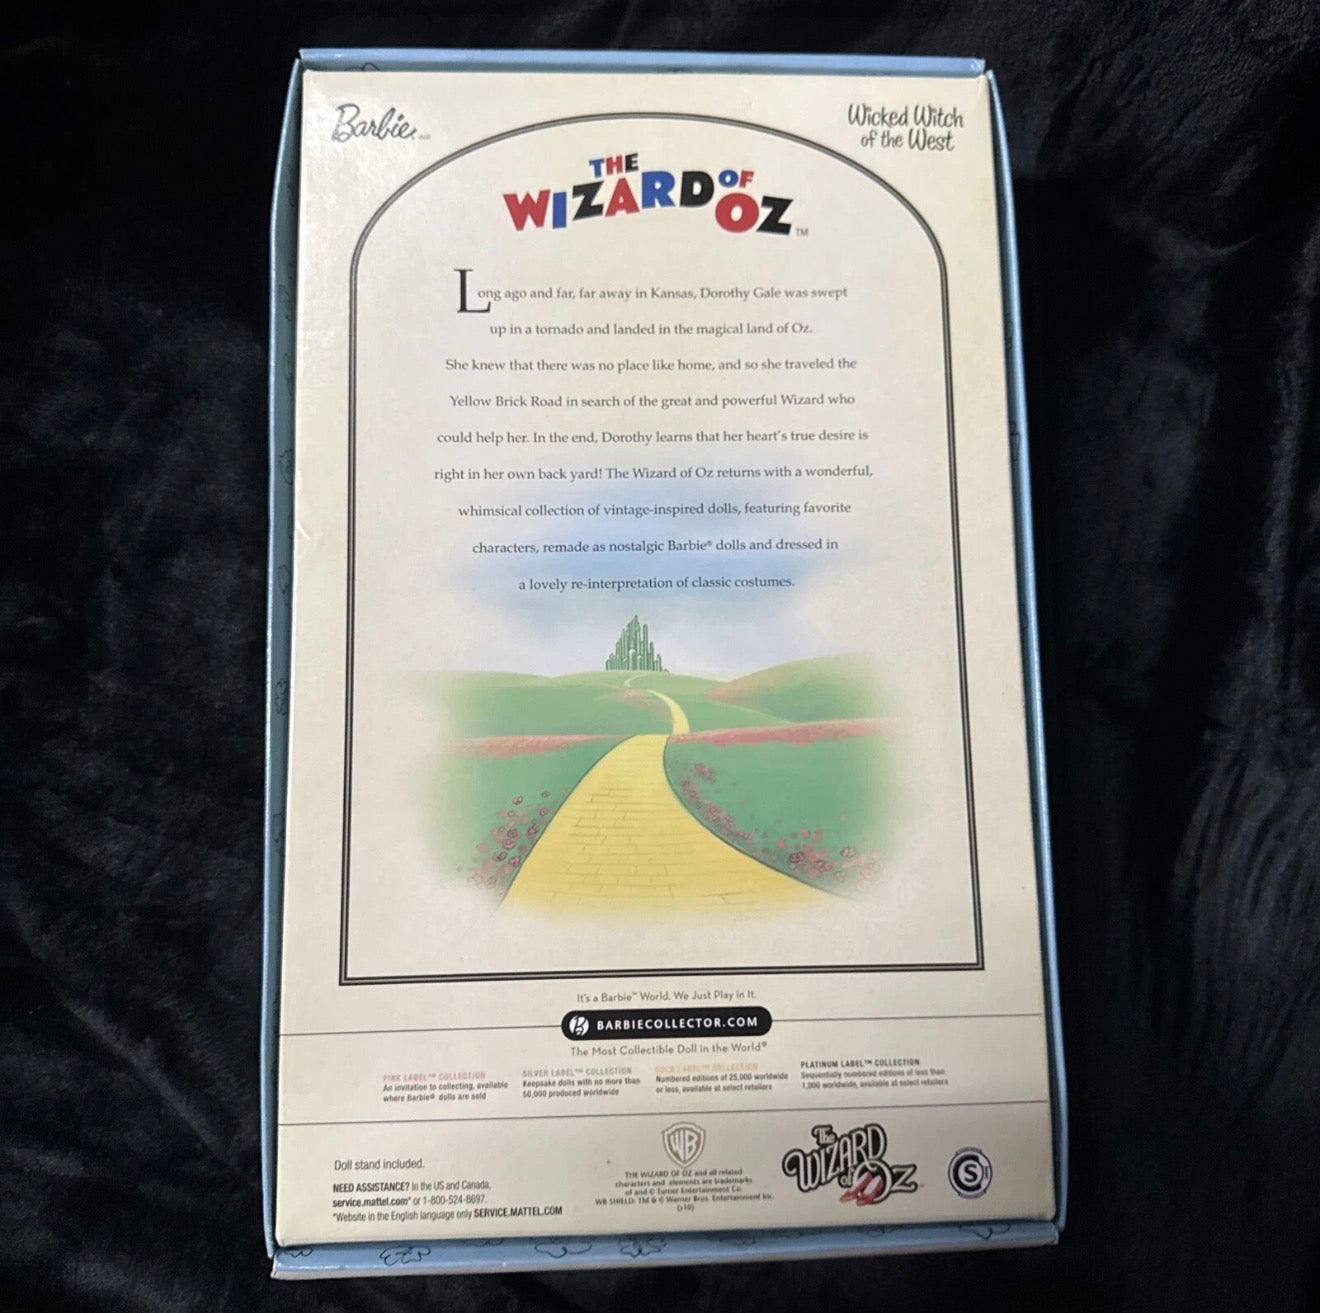 Barbie™
Wicked Witch
of the West
THE
WIZARD OF
OZ™
Long ago and far, far away in Kansas, Dorothy Gale was swept
up in a tornado and landed in the magical land of Oz.
She knew that there was no place like home, and so she traveled the
Yellow Brick Road in search of the great and powerful Wizard who
could help her. In the end, Dorothy learns that her heart's true desire is
right in her own back yard! The Wizard of Oz returns with a wonderful,
whimsical collection of vintage-inspired dolls, featuring favorite
characters, remade as nostalgic Barbie® dolls and dressed in
a lovely re-interpretation of classic costumes.
It's a Barbie™ World. We Just Play in It.
B BARBIECOLLECTOR.COM
The Most Collectible Doll in the World®
PINK LABEL™ COLLECTION
An invitation to collecting, available
where Barbie® dolls are sold
SILVER LABEL™ COLLECTION
Keepsake dolls with no more than
50,000 produced worldwide
GOLD LABEL™ COLLECTION
Numbered editions of 25,000 worldwide
or less, available at select retailers
PLATINUM LABEL™ COLLECTION
Sequentially numbered editions of less than
1,000 worldwide, available at select retailers
Doll stand included.
NEED ASSISTANCE? In the US and Canada,
service.mattel.com* or 1-800-524-8697.
*Website in the English language only SERVICE.MATTEL.COM
WB
THE WIZARD OF OZ and all related
characters and elements are trademarks
of and © Turner Entertainment Co.
WB SHIELD: TM & © Warner Bros. Entertainment Inc.
(s10)
The
WIZARD
of OZ
S